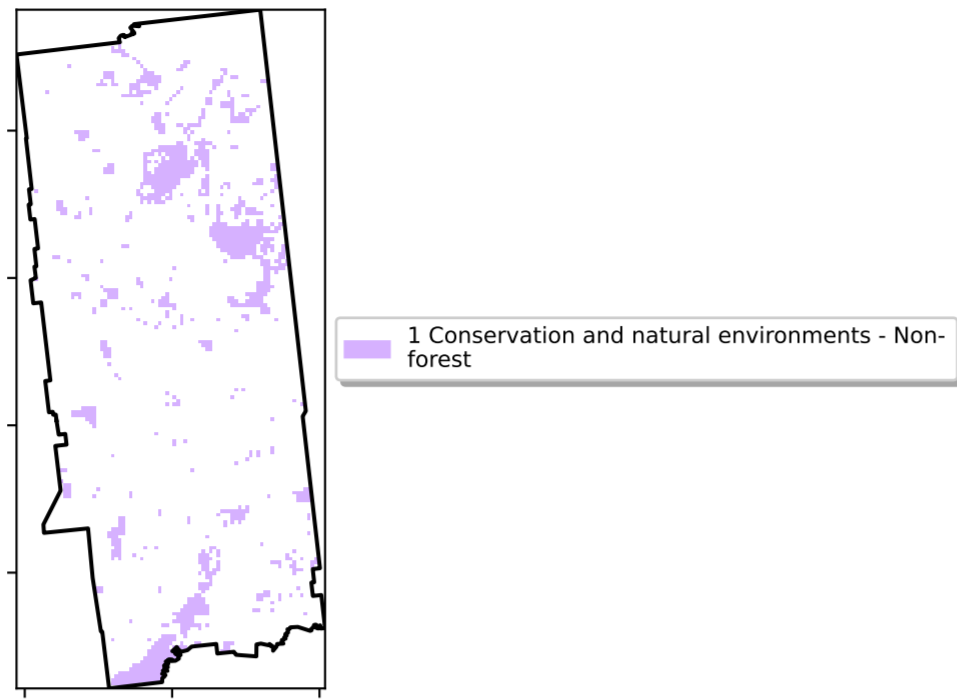 1 Conservation and natural environments - Non-
forest